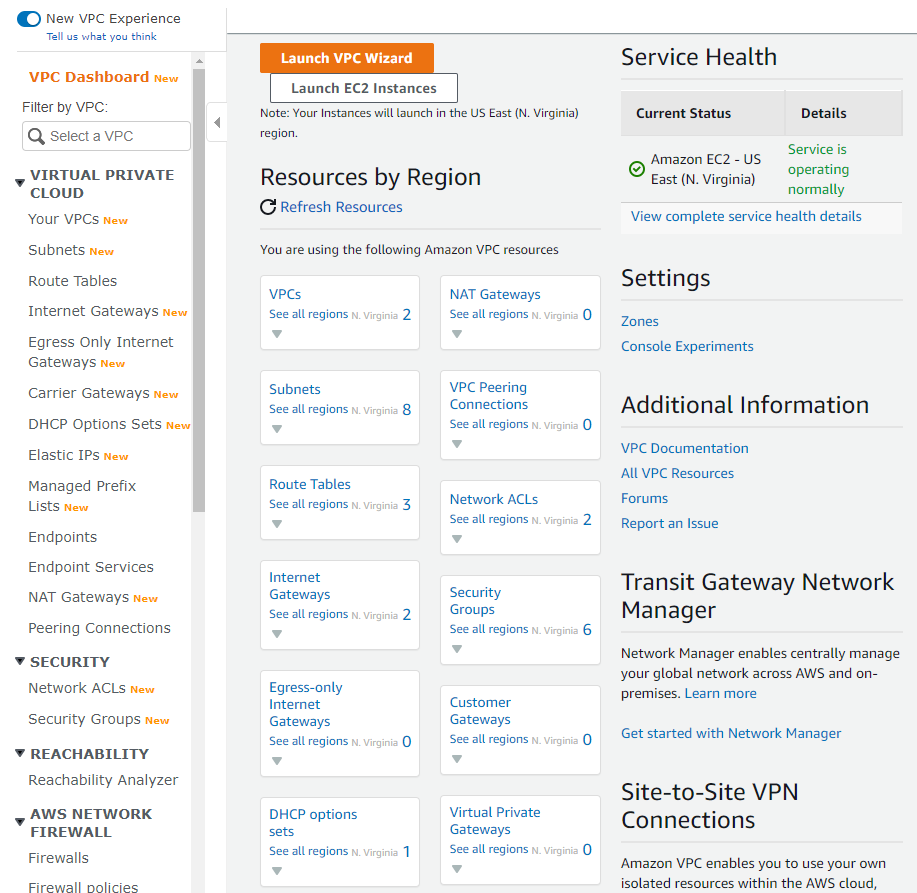 New VPC Experience
Tell us what you think
VPC Dashboard New
Filter by VPC:
Select a VPC
VIRTUAL PRIVATE
CLOUD
Your VPCs New
Subnets New
Route Tables
Internet Gateways New
Egress Only Internet
Gateways New
Carrier Gateways New
DHCP Options Sets New
Elastic IPs New
Managed Prefix
Lists New
Endpoints
Endpoint Services
NAT Gateways New
Peering Connections
SECURITY
Network ACLs New
Security Groups New
REACHABILITY
Reachability Analyzer
AWS NETWORK
FIREWALL
Firewalls
Firewall policies
Launch VPC Wizard
Launch EC2 Instances
Note: Your Instances will launch in the US East (N. Virginia)
region.
Resources by Region
Refresh Resources
You are using the following Amazon VPC resources
VPCs
See all regions N. Virginia 2
NAT Gateways
See all regions N. Virginia 0
Subnets
See all regions N. Virginia 8
VPC Peering
Connections
See all regions N. Virginia 0
Route Tables
See all regions N. Virginia 3
Network ACLs
See all regions N. Virginia 2
Internet
Gateways
See all regions N. Virginia 2
Security
Groups
See all regions N. Virginia 6
Egress-only
Internet
Gateways
See all regions N. Virginia 0
Customer
Gateways
See all regions N. Virginia 0
DHCP options
sets
See all regions N. Virginia 1
Virtual Private
Gateways
See all regions N. Virginia 0
Service Health
Current Status Details
Amazon EC2 - US
East (N. Virginia)
Service is
operating
normally
View complete service health details
Settings
Zones
Console Experiments
Additional Information
VPC Documentation
All VPC Resources
Forums
Report an Issue
Transit Gateway Network
Manager
Network Manager enables centrally manage
your global network across AWS and on-
premises. Learn more
Get started with Network Manager
Site-to-Site VPN
Connections
Amazon VPC enables you to use your own
isolated resources within the AWS cloud,